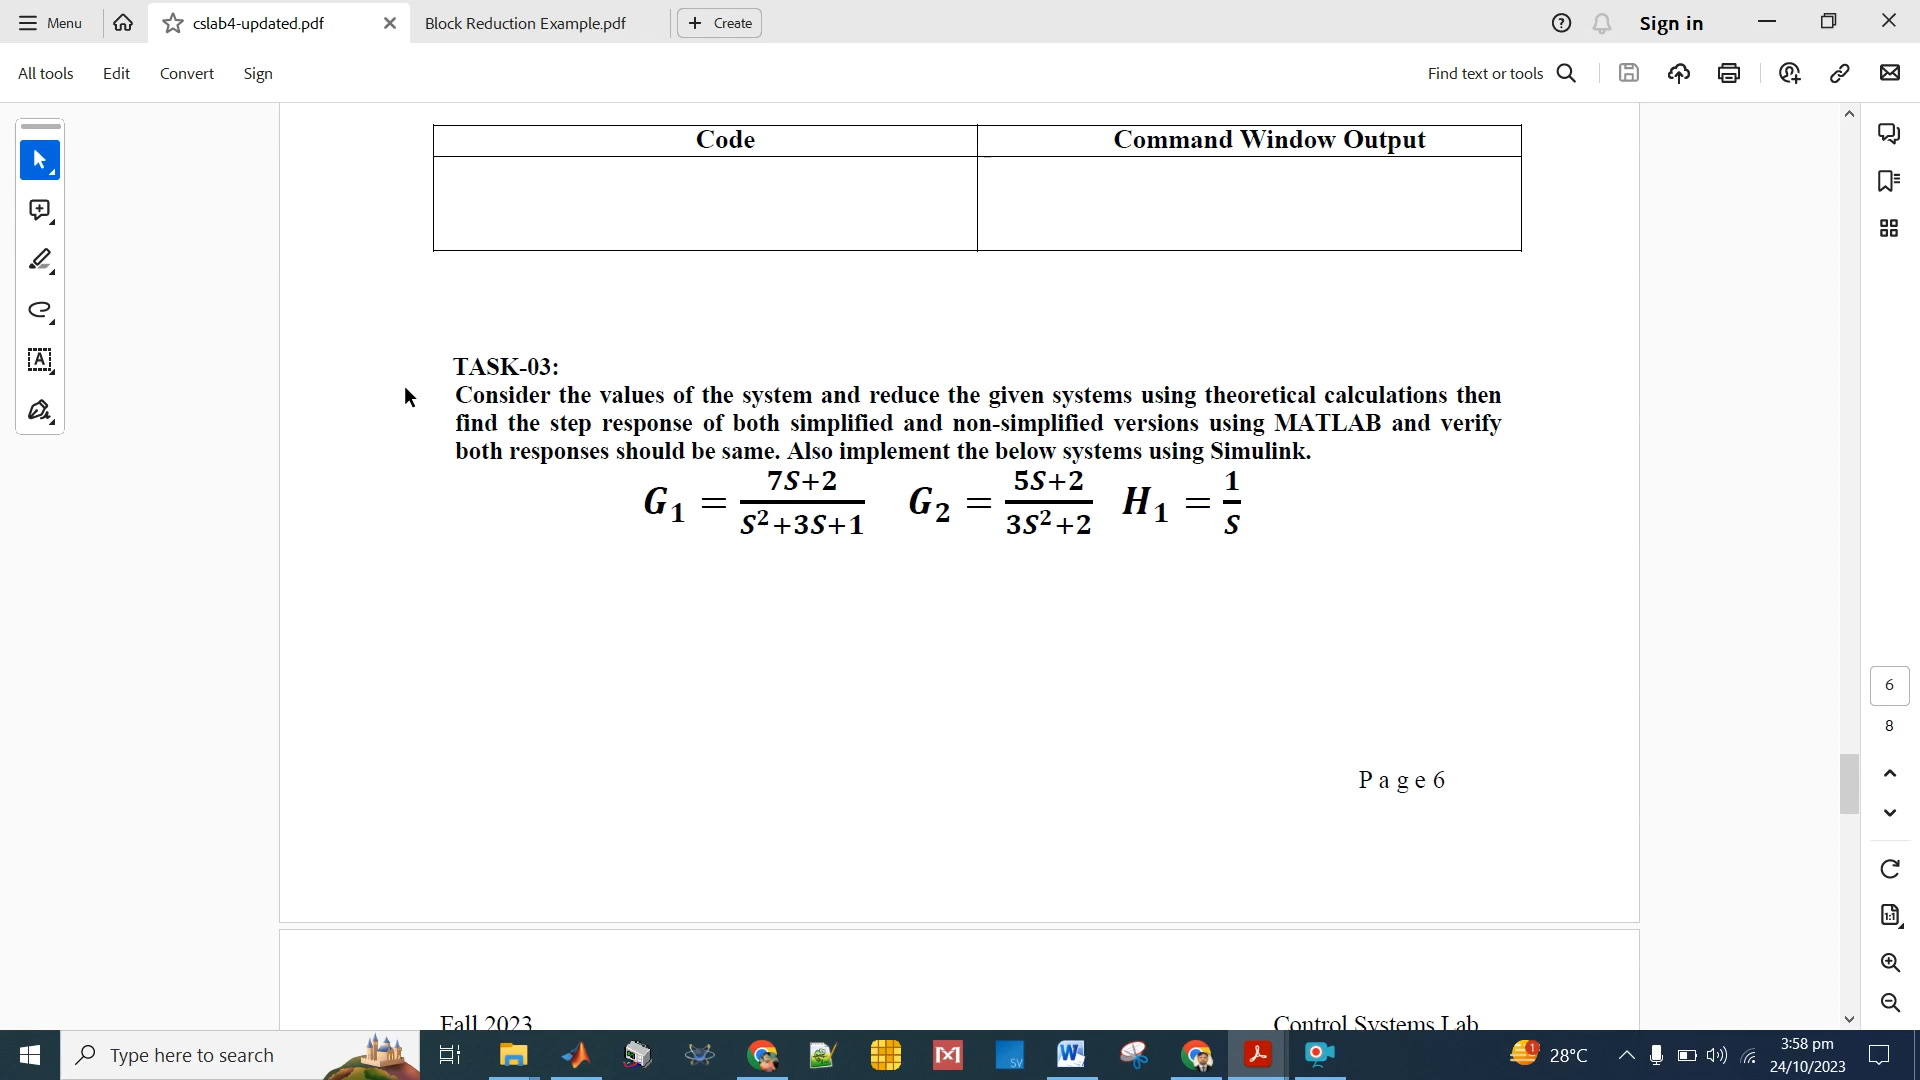 Menu
cslab4-updated.pdf
Block Reduction Example.pdf
Create
Sign in
All tools
Edit
Convert
Sign
Find text or tools
Code
Command Window Output
TASK-03:
Consider the values of the system and reduce the given systems using theoretical calculations then
find the step response of both simplified and non-simplified versions using MATLAB and verify
both responses should be same. Also implement the below systems using Simulink.
G₁ = (7S+2)/(S²+3S+1) G₂ = (5S+2)/(3S²+2) H₁ = 1/S
P a g e 6
6
8
Fall 2023
Control Systems Lab
Type here to search
SV
1
28°C
3:58 pm
24/10/2023